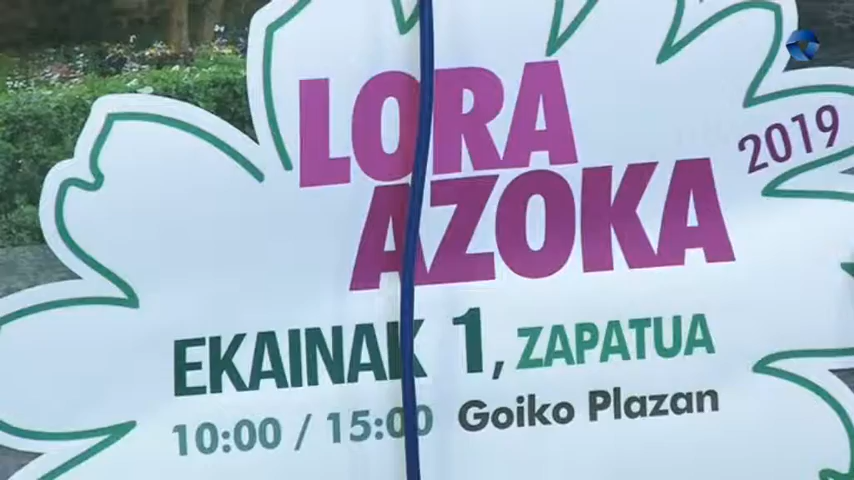 LORA
AZOKA 2019
EKAINAK 1, ZAPATUA
10:00 / 15:00 Goiko Plazan